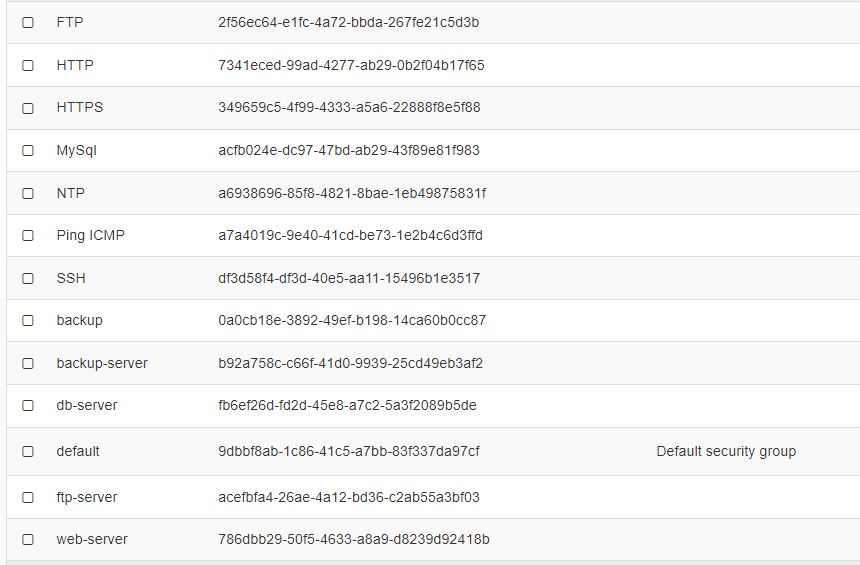 FTP 2f56ec64-e1fc-4a72-bbda-267fe21c5d3b
HTTP 7341eced-99ad-4277-ab29-0b2f04b17f65
HTTPS 349659c5-4f99-4333-a5a6-22888f8e5f88
MySql acfb024e-dc97-47bd-ab29-43f89e81f983
NTP a6938696-85f8-4821-8bae-1eb49875831f
Ping ICMP a7a4019c-9e40-41cd-be73-1e2b4c6d3ffd
SSH df3d58f4-df3d-40e5-aa11-15496b1e3517
backup 0a0cb18e-3892-49ef-b198-14ca60b0cc87
backup-server b92a758c-c66f-41d0-9939-25cd49eb3af2
db-server fb6ef26d-fd2d-45e8-a7c2-5a3f2089b5de
default 9dbbf8ab-1c86-41c5-a7bb-83f337da97cf Default security group
ftp-server acefbfa4-26ae-4a12-bd36-c2ab55a3bf03
web-server 786dbb29-50f5-4633-a8a9-d8239d92418b